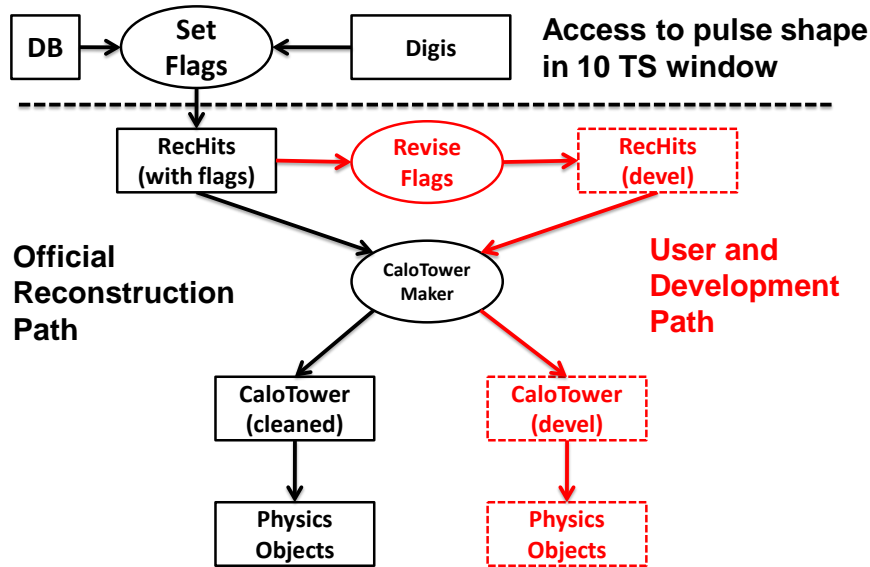 DB
Set
Flags
Digis
Access to pulse shape
in 10 TS window
RecHits
(with flags)
Revise
Flags
RecHits
(devel)
Official
Reconstruction
Path
CaloTower
Maker
User and
Development
Path
CaloTower
(cleaned)
CaloTower
(devel)
Physics
Objects
Physics
Objects